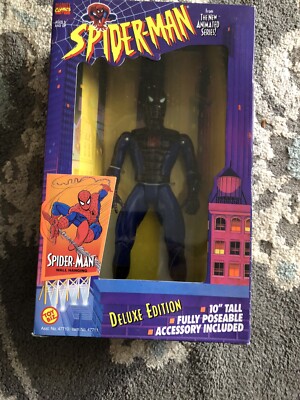 MARVEL
COMICS
SPIDER-MAN
from
THE NEW
ANIMATED
SERIES!
SPIDER-MAN
WALL HANGING
DELUXE EDITION
10" TALL
FULLY POSEABLE
ACCESSORY INCLUDED
TOY BIZ